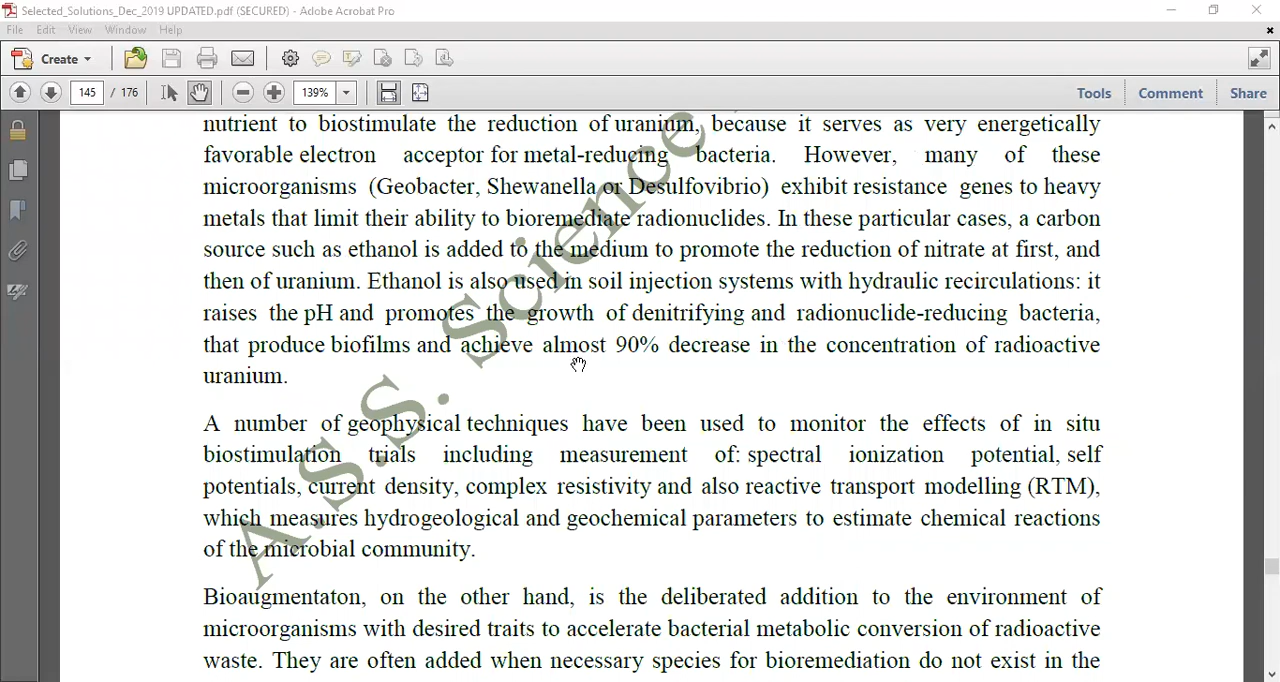 Selected_Solutions_Dec_2019 UPDATED.pdf (SECURED) - Adobe Acrobat Pro
File Edit View Window Help
Create
145 / 176 139% Tools Comment Share
nutrient to biostimulate the reduction of uranium, because it serves as very energetically
favorable electron acceptor for metal-reducing bacteria. However, many of these
microorganisms (Geobacter, Shewanella or Desulfovibrio) exhibit resistance genes to heavy
metals that limit their ability to bioremediate radionuclides. In these particular cases, a carbon
source such as ethanol is added to the medium to promote the reduction of nitrate at first, and
then of uranium. Ethanol is also used in soil injection systems with hydraulic recirculations: it
raises the pH and promotes the growth of denitrifying and radionuclide-reducing bacteria,
that produce biofilms and achieve almost 90% decrease in the concentration of radioactive
uranium.
A number of geophysical techniques have been used to monitor the effects of in situ
biostimulation trials including measurement of: spectral ionization potential, self
potentials, current density, complex resistivity and also reactive transport modelling (RTM),
which measures hydrogeological and geochemical parameters to estimate chemical reactions
of the microbial community.
Bioaugmentaton, on the other hand, is the deliberated addition to the environment of
microorganisms with desired traits to accelerate bacterial metabolic conversion of radioactive
waste. They are often added when necessary species for bioremediation do not exist in the
A.S.S. Science